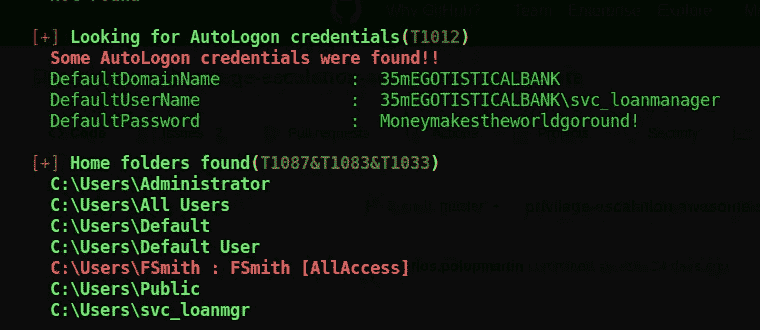 [+] Looking for AutoLogon credentials(T1012)
Some AutoLogon credentials were found!!
DefaultDomainName : 35mEGOTISTICALBANK
DefaultUserName : 35mEGOTISTICALBANK\svc_loanmanager
DefaultPassword : Moneymakestheworldgoround!
[+] Home folders found(T1087&T1083&T1033)
C:\Users\Administrator
C:\Users\All Users
C:\Users\Default
C:\Users\Default User
C:\Users\FSmith : FSmith [AllAccess]
C:\Users\Public
C:\Users\svc_loanmgr